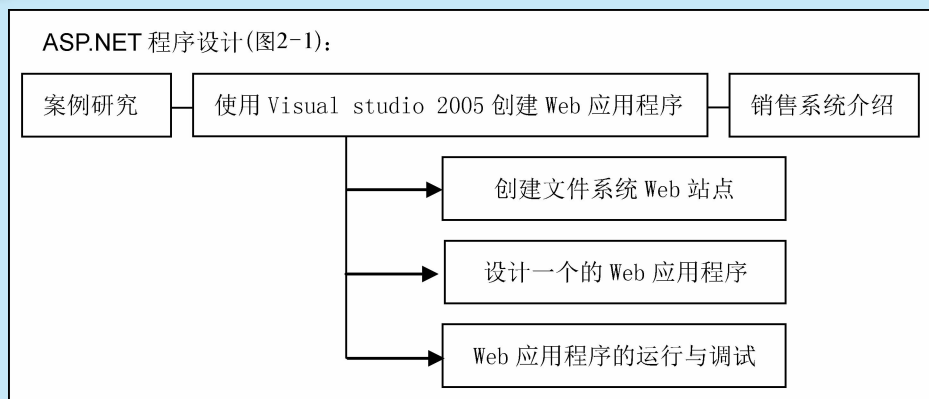 ASP.NET 程序设计(图2-1)：
案例研究
使用 Visual studio 2005 创建 Web 应用程序
销售系统介绍
创建文件系统 Web 站点
设计一个的 Web 应用程序
Web 应用程序的运行与调试